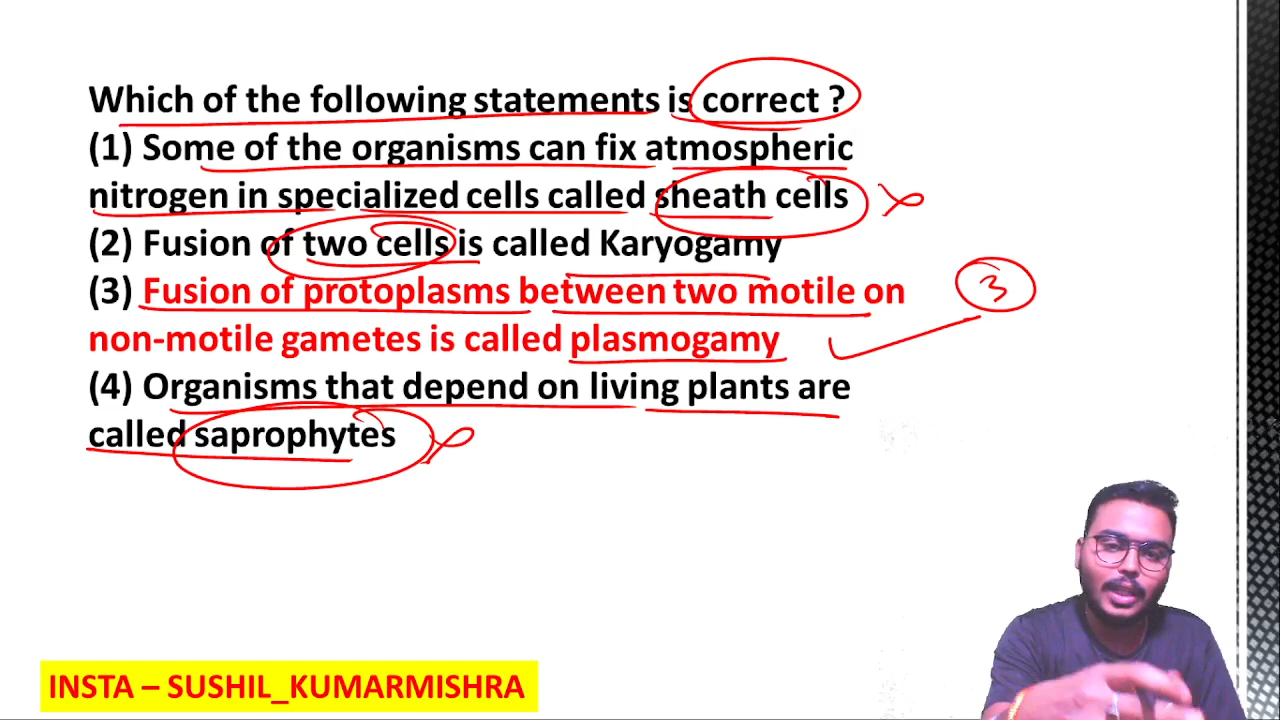 Which of the following statements is correct ?
(1) Some of the organisms can fix atmospheric
nitrogen in specialized cells called sheath cells
(2) Fusion of two cells is called Karyogamy
(3) Fusion of protoplasms between two motile on
3
non-motile gametes is called plasmogamy
(4) Organisms that depend on living plants are
called saprophytes
INSTA – SUSHIL_KUMARMISHRA